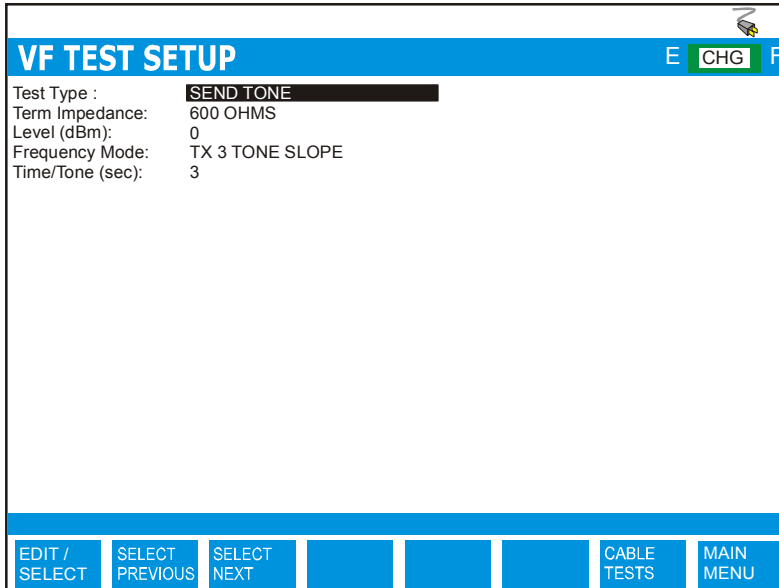 VF TEST SETUP
E CHG F
Test Type : SEND TONE
Term Impedance: 600 OHMS
Level (dBm): 0
Frequency Mode: TX 3 TONE SLOPE
Time/Tone (sec): 3
EDIT / SELECT
SELECT PREVIOUS
SELECT NEXT
CABLE TESTS
MAIN MENU